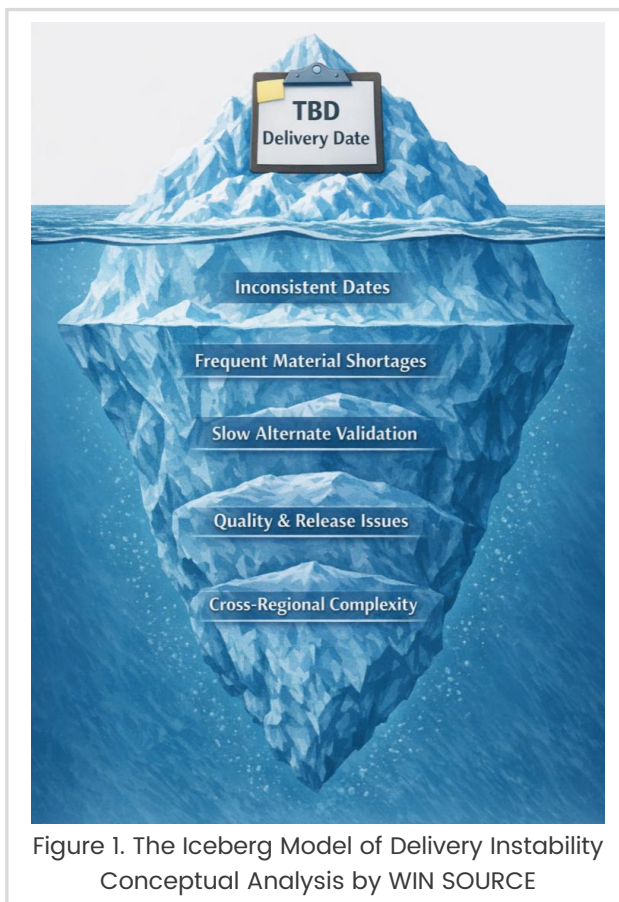 TBD
Delivery Date
Inconsistent Dates
Frequent Material Shortages
Slow Alternate Validation
Quality & Release Issues
Cross-Regional Complexity
Figure 1. The Iceberg Model of Delivery Instability
Conceptual Analysis by WIN SOURCE